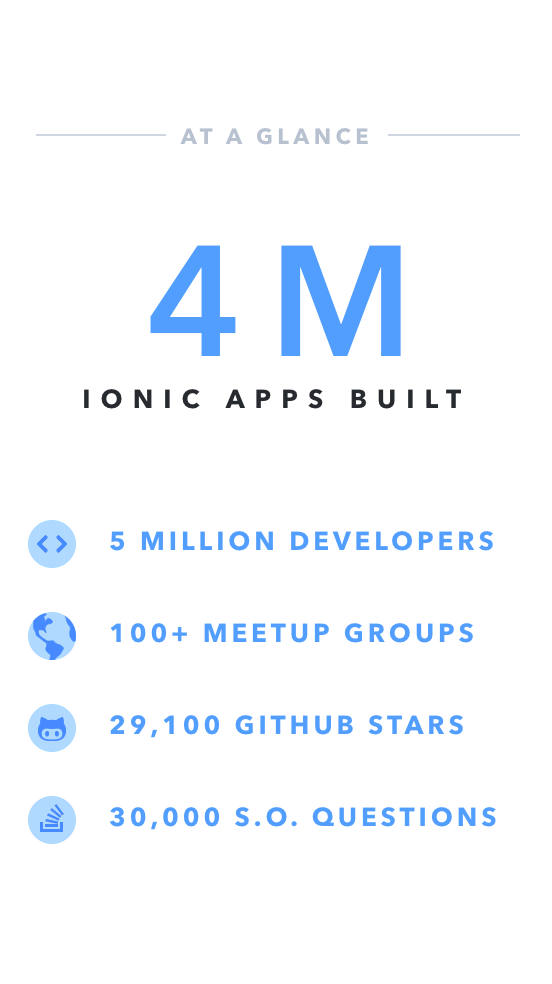 AT A GLANCE
4M
IONIC APPS BUILT
5 MILLION DEVELOPERS
100+ MEETUP GROUPS
29,100 GITHUB STARS
30,000 S.O. QUESTIONS